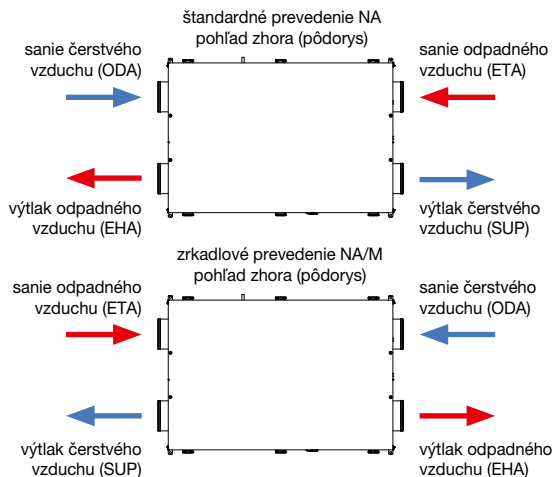 štandardné prevedenie NA
pohľad zhora (pôdorys)
sanie čerstvého
vzduchu (ODA)
sanie odpadného
vzduchu (ETA)
výtlak odpadného
vzduchu (EHA)
výtlak čerstvého
vzduchu (SUP)
zrkadlové prevedenie NA/M
pohľad zhora (pôdorys)
sanie odpadného
vzduchu (ETA)
sanie čerstvého
vzduchu (ODA)
výtlak čerstvého
vzduchu (SUP)
výtlak odpadného
vzduchu (EHA)